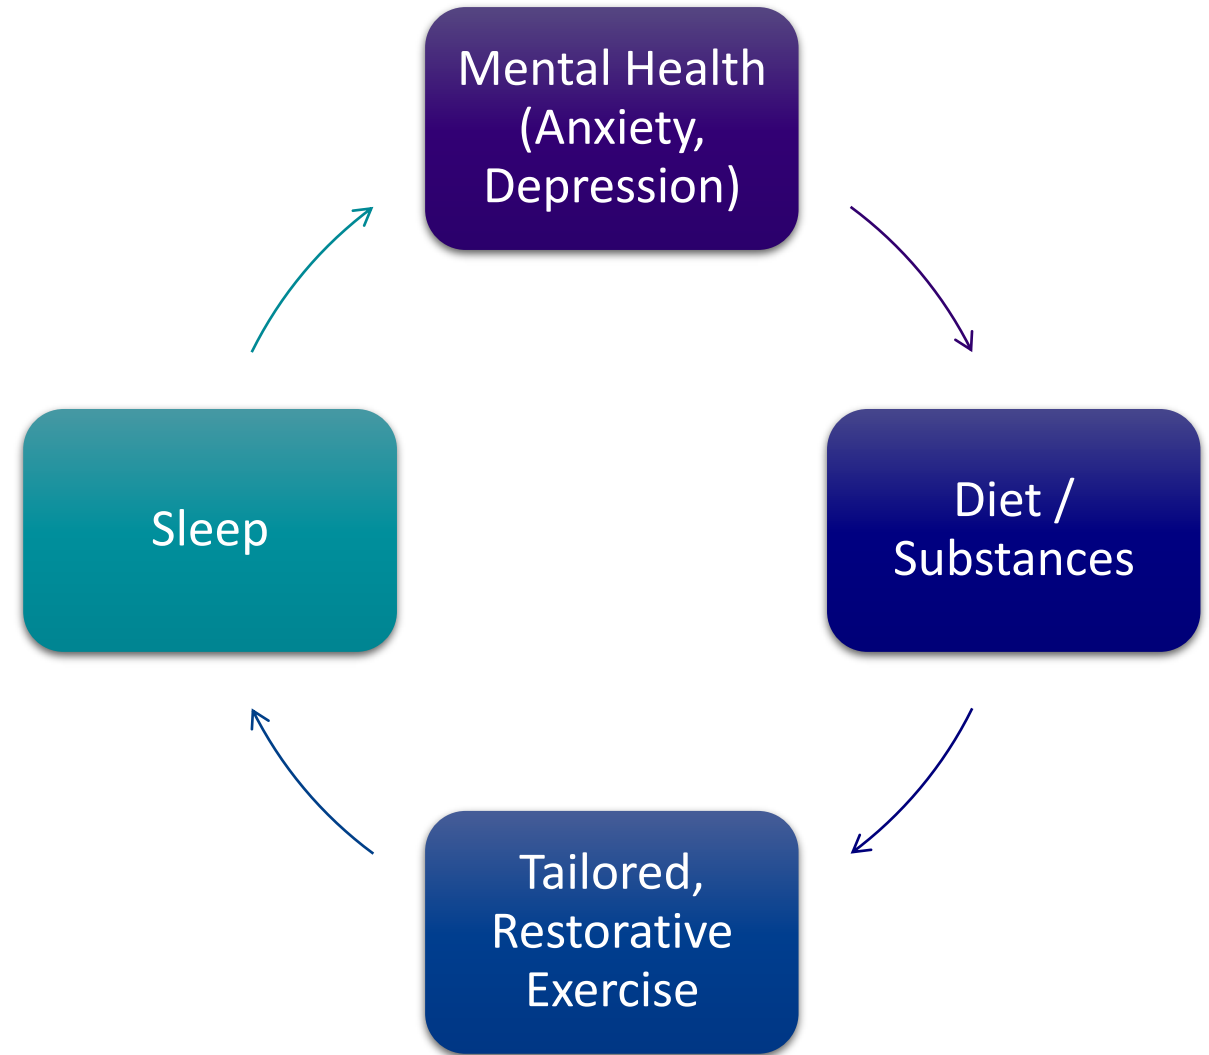 Mental Health
(Anxiety,
Depression)
Sleep
Diet /
Substances
Tailored,
Restorative
Exercise